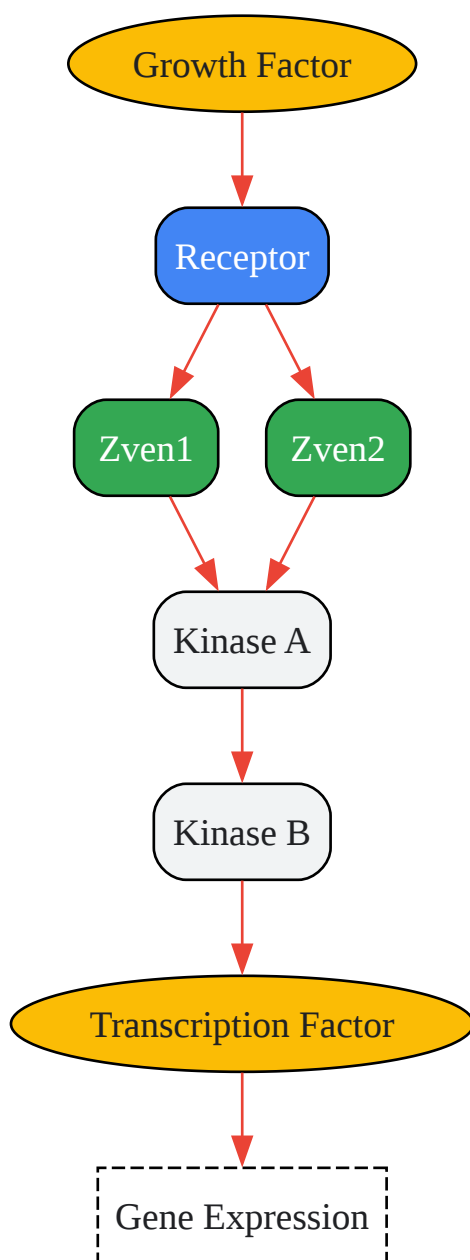 Growth Factor
Receptor
Zven1
Zven2
Kinase A
Kinase B
Transcription Factor
Gene Expression